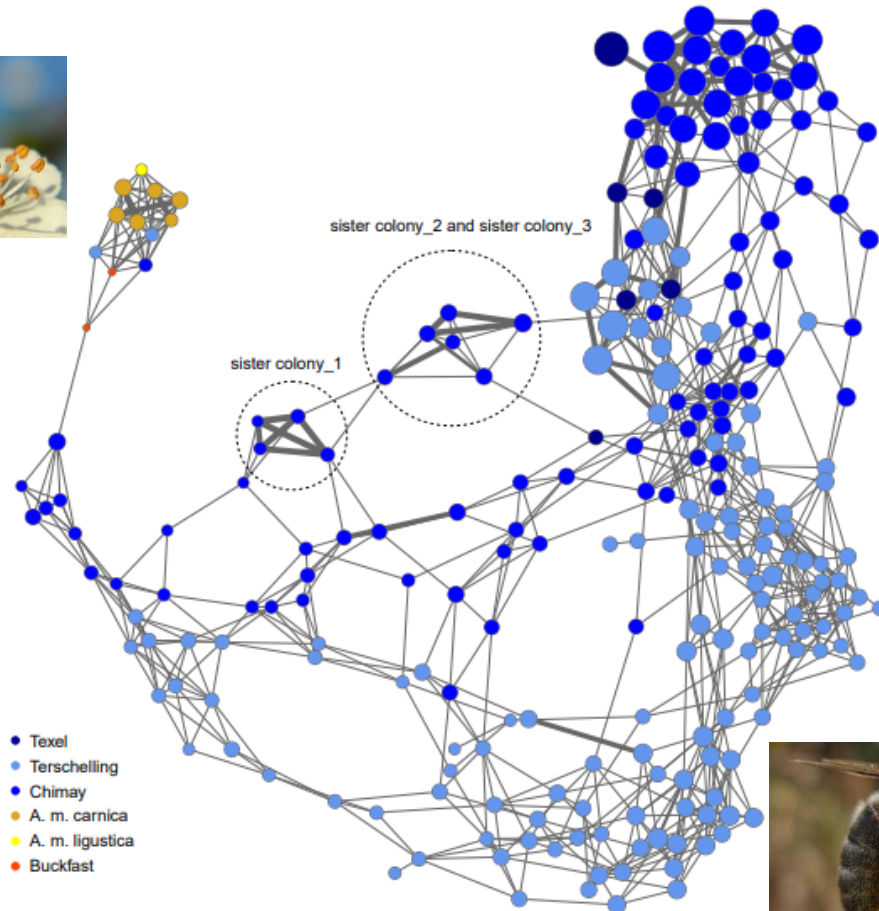 sister colony_2 and sister colony_3
sister colony_1
Texel
Terschelling
Chimay
A. m. carnica
A. m. ligustica
Buckfast